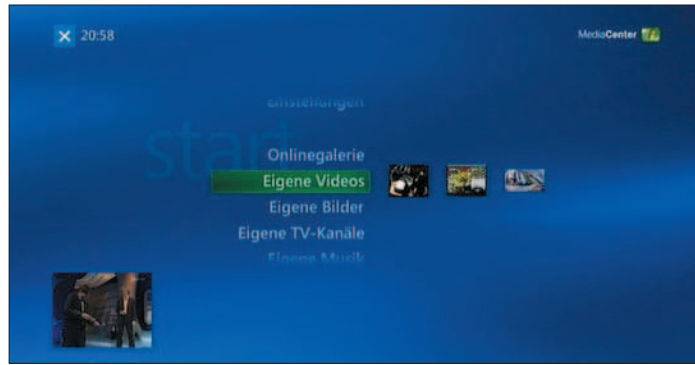 20:58
MediaCenter
Einstellungen
start
Onlinegalerie
Eigene Videos
Eigene Bilder
Eigene TV-Kanäle
Eigene Musik